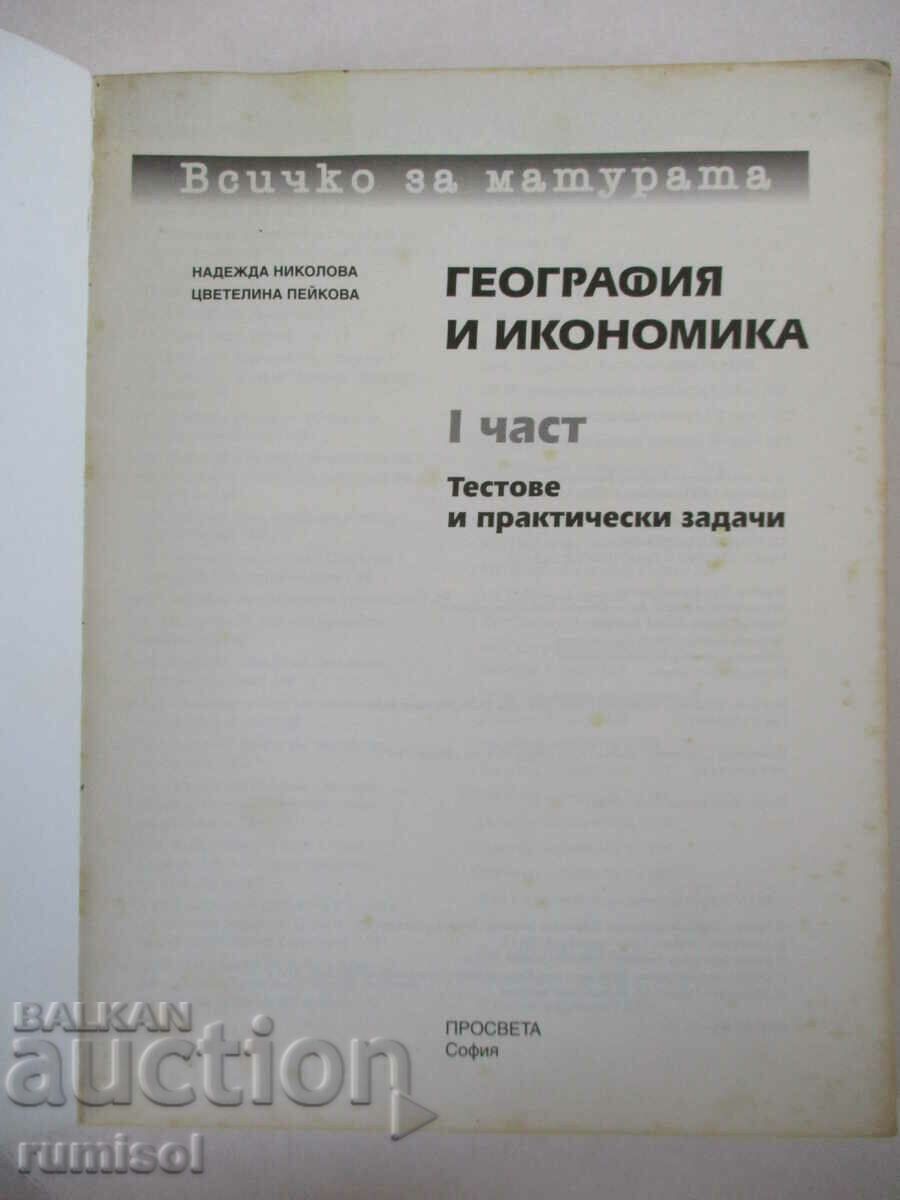 Всичко за матурата
НАДЕЖДА НИКОЛОВА
ЦВЕТЕЛИНА ПЕЙКОВА
ГЕОГРАФИЯ
И ИКОНОМИКА
I част
Тестове
и практически задачи
ПРОСВЕТА
София
BALKAN
auction
rumisol